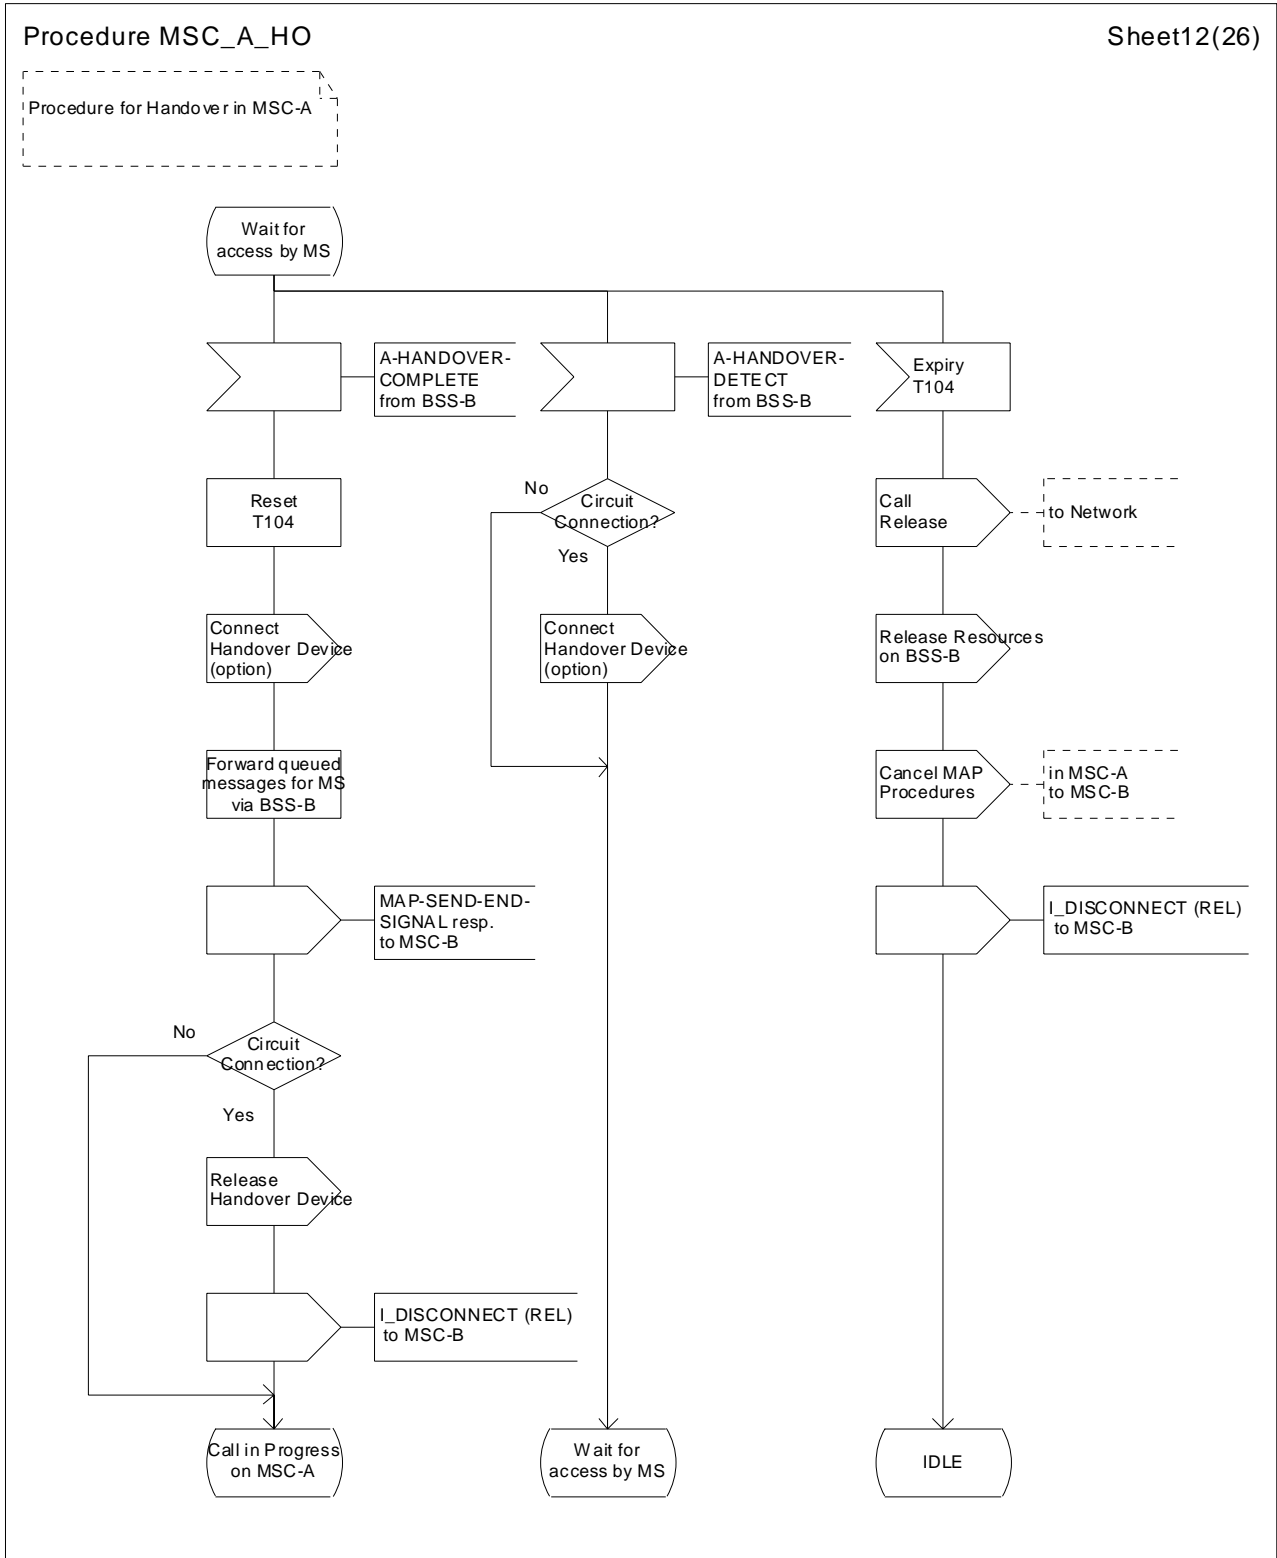 Procedure MSC_A_HO
Sheet12(26)
Procedure for Handover in MSC-A
Wait for
access by MS
A-HANDOVER-
COMPLETE
from BSS-B
A-HANDOVER-
DETECT
from BSS-B
Expiry
T104
Reset
T104
No
Circuit
Connection?
Yes
Call
Release
to Network
Connect
Handover Device
(option)
Connect
Handover Device
(option)
Release Resources
on BSS-B
Forward queued
messages for MS
via BSS-B
Cancel MAP
Procedures
in MSC-A
to MSC-B
MAP-SEND-END-
SIGNAL resp.
to MSC-B
I_DISCONNECT (REL)
to MSC-B
No
Circuit
Connection?
Yes
Release
Handover Device
I_DISCONNECT (REL)
to MSC-B
Call in Progress
on MSC-A
Wait for
access by MS
IDLE